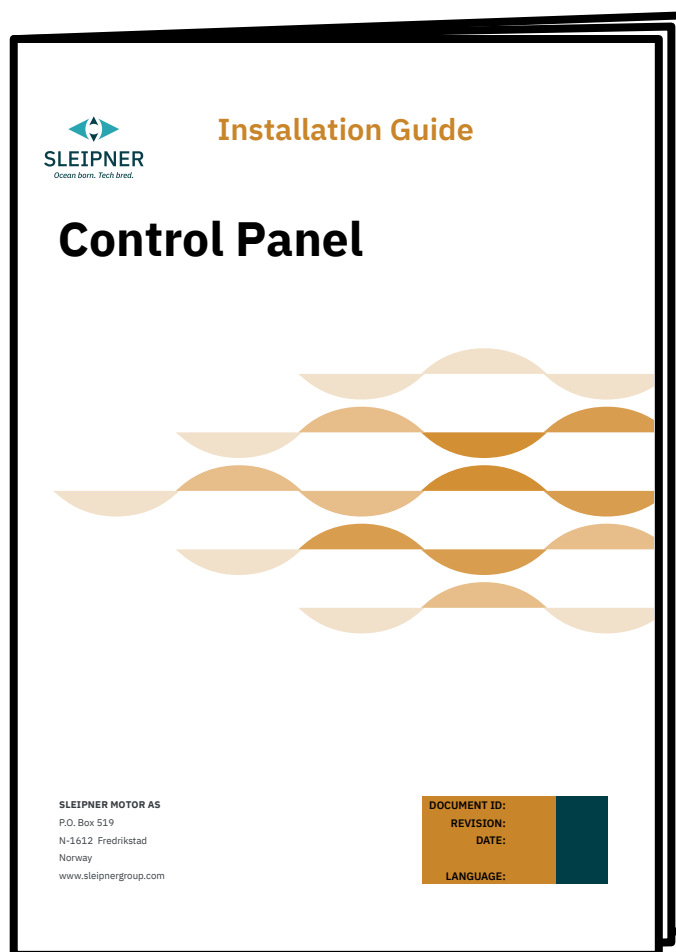 Installation Guide
SLEIPNER
Ocean born. Tech bred.
Control Panel
SLEIPNER MOTOR AS
P.O. Box 519
N-1612 Fredrikstad
Norway
www.sleipnergroup.com
DOCUMENT ID:
REVISION:
DATE:
LANGUAGE: